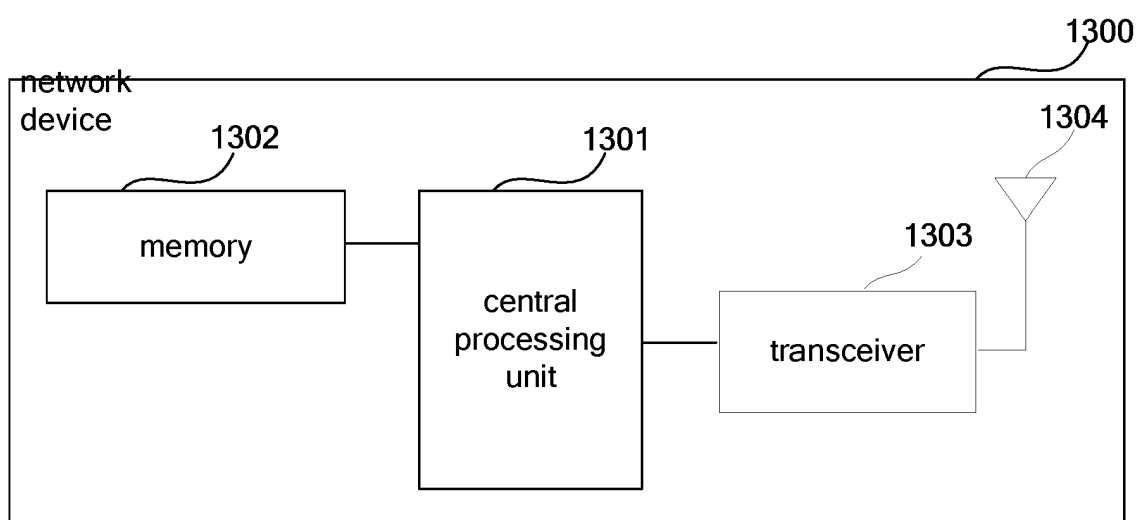 1300
network
device
1302
1301
1304
1303
memory
central
processing
unit
transceiver